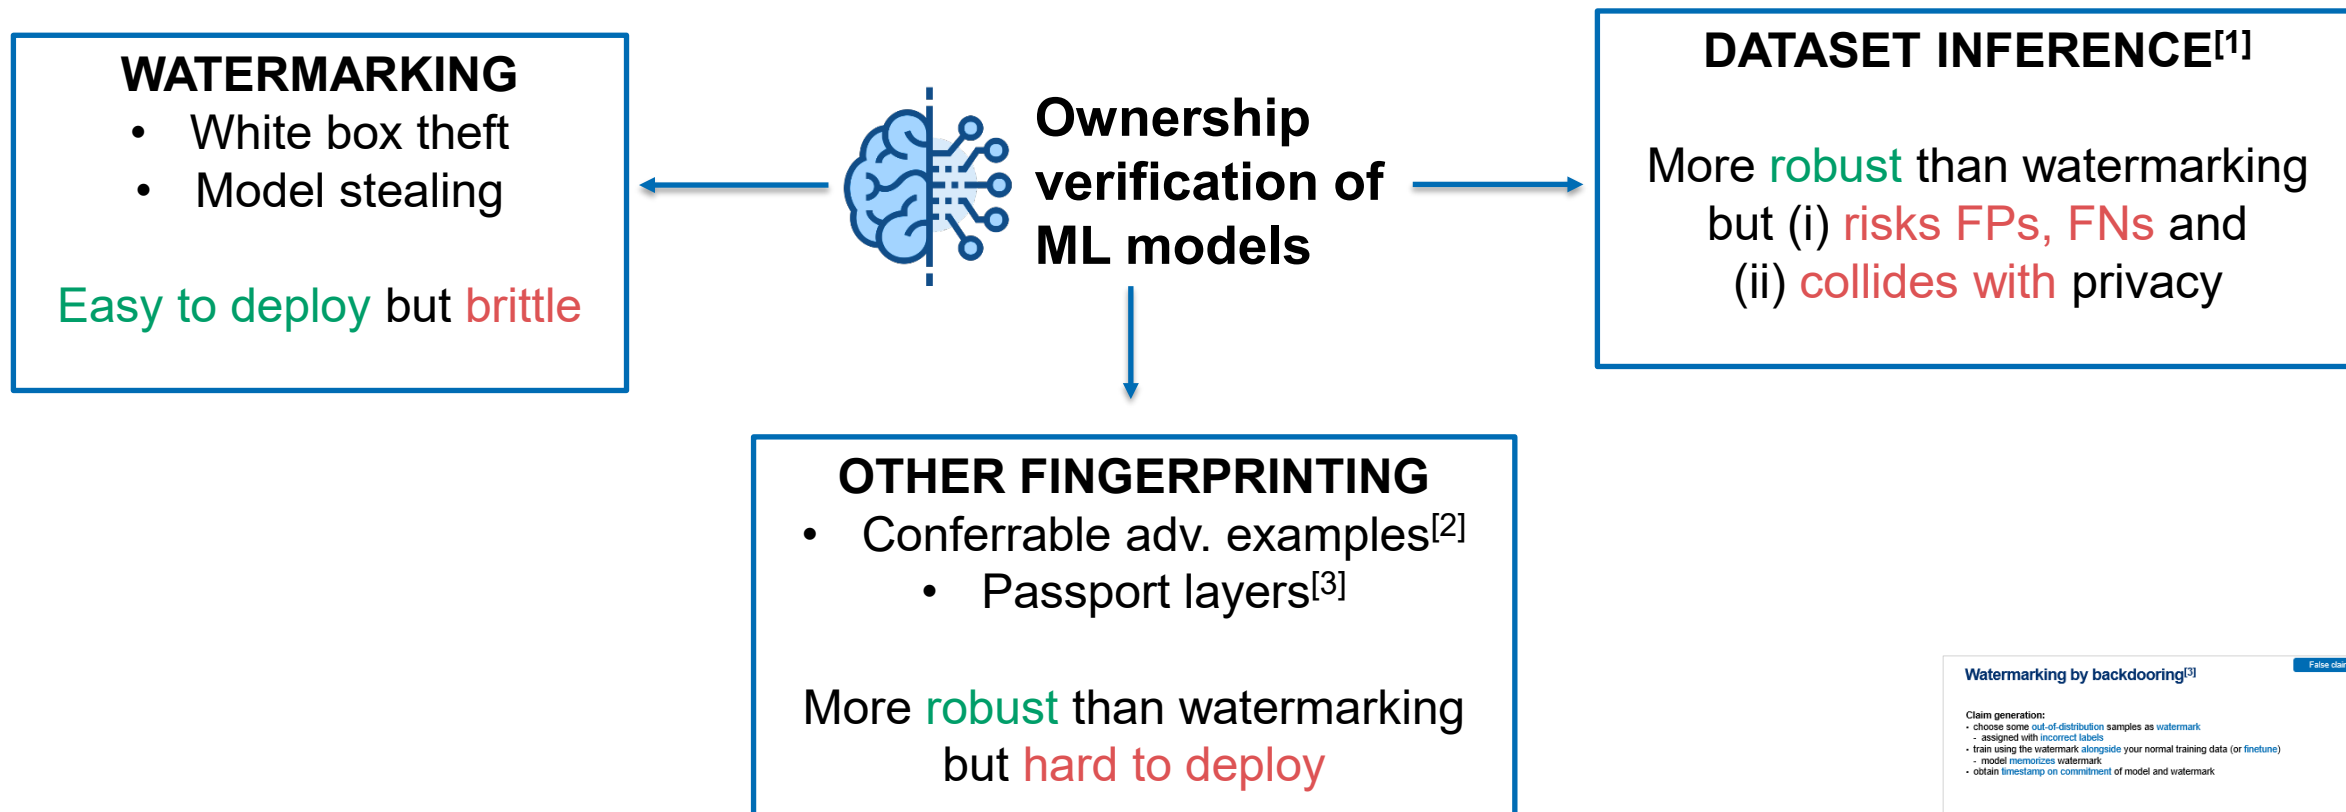 WATERMARKING
• White box theft
• Model stealing
Easy to deploy but brittle
Ownership
verification of
ML models
DATASET INFERENCE[1]
More robust than watermarking
but (i) risks FPs, FNs and
(ii) collides with privacy
OTHER FINGERPRINTING
• Conferrable adv. examples[2]
• Passport layers[3]
More robust than watermarking
but hard to deploy
False clai
Watermarking by backdooring[3]
Claim generation:
• choose some out-of-distribution samples as watermark
- assigned with incorrect labels
• train using the watermark alongside your normal training data (or finetune)
- model memorizes watermark
• obtain timestamp on commitment of model and watermark